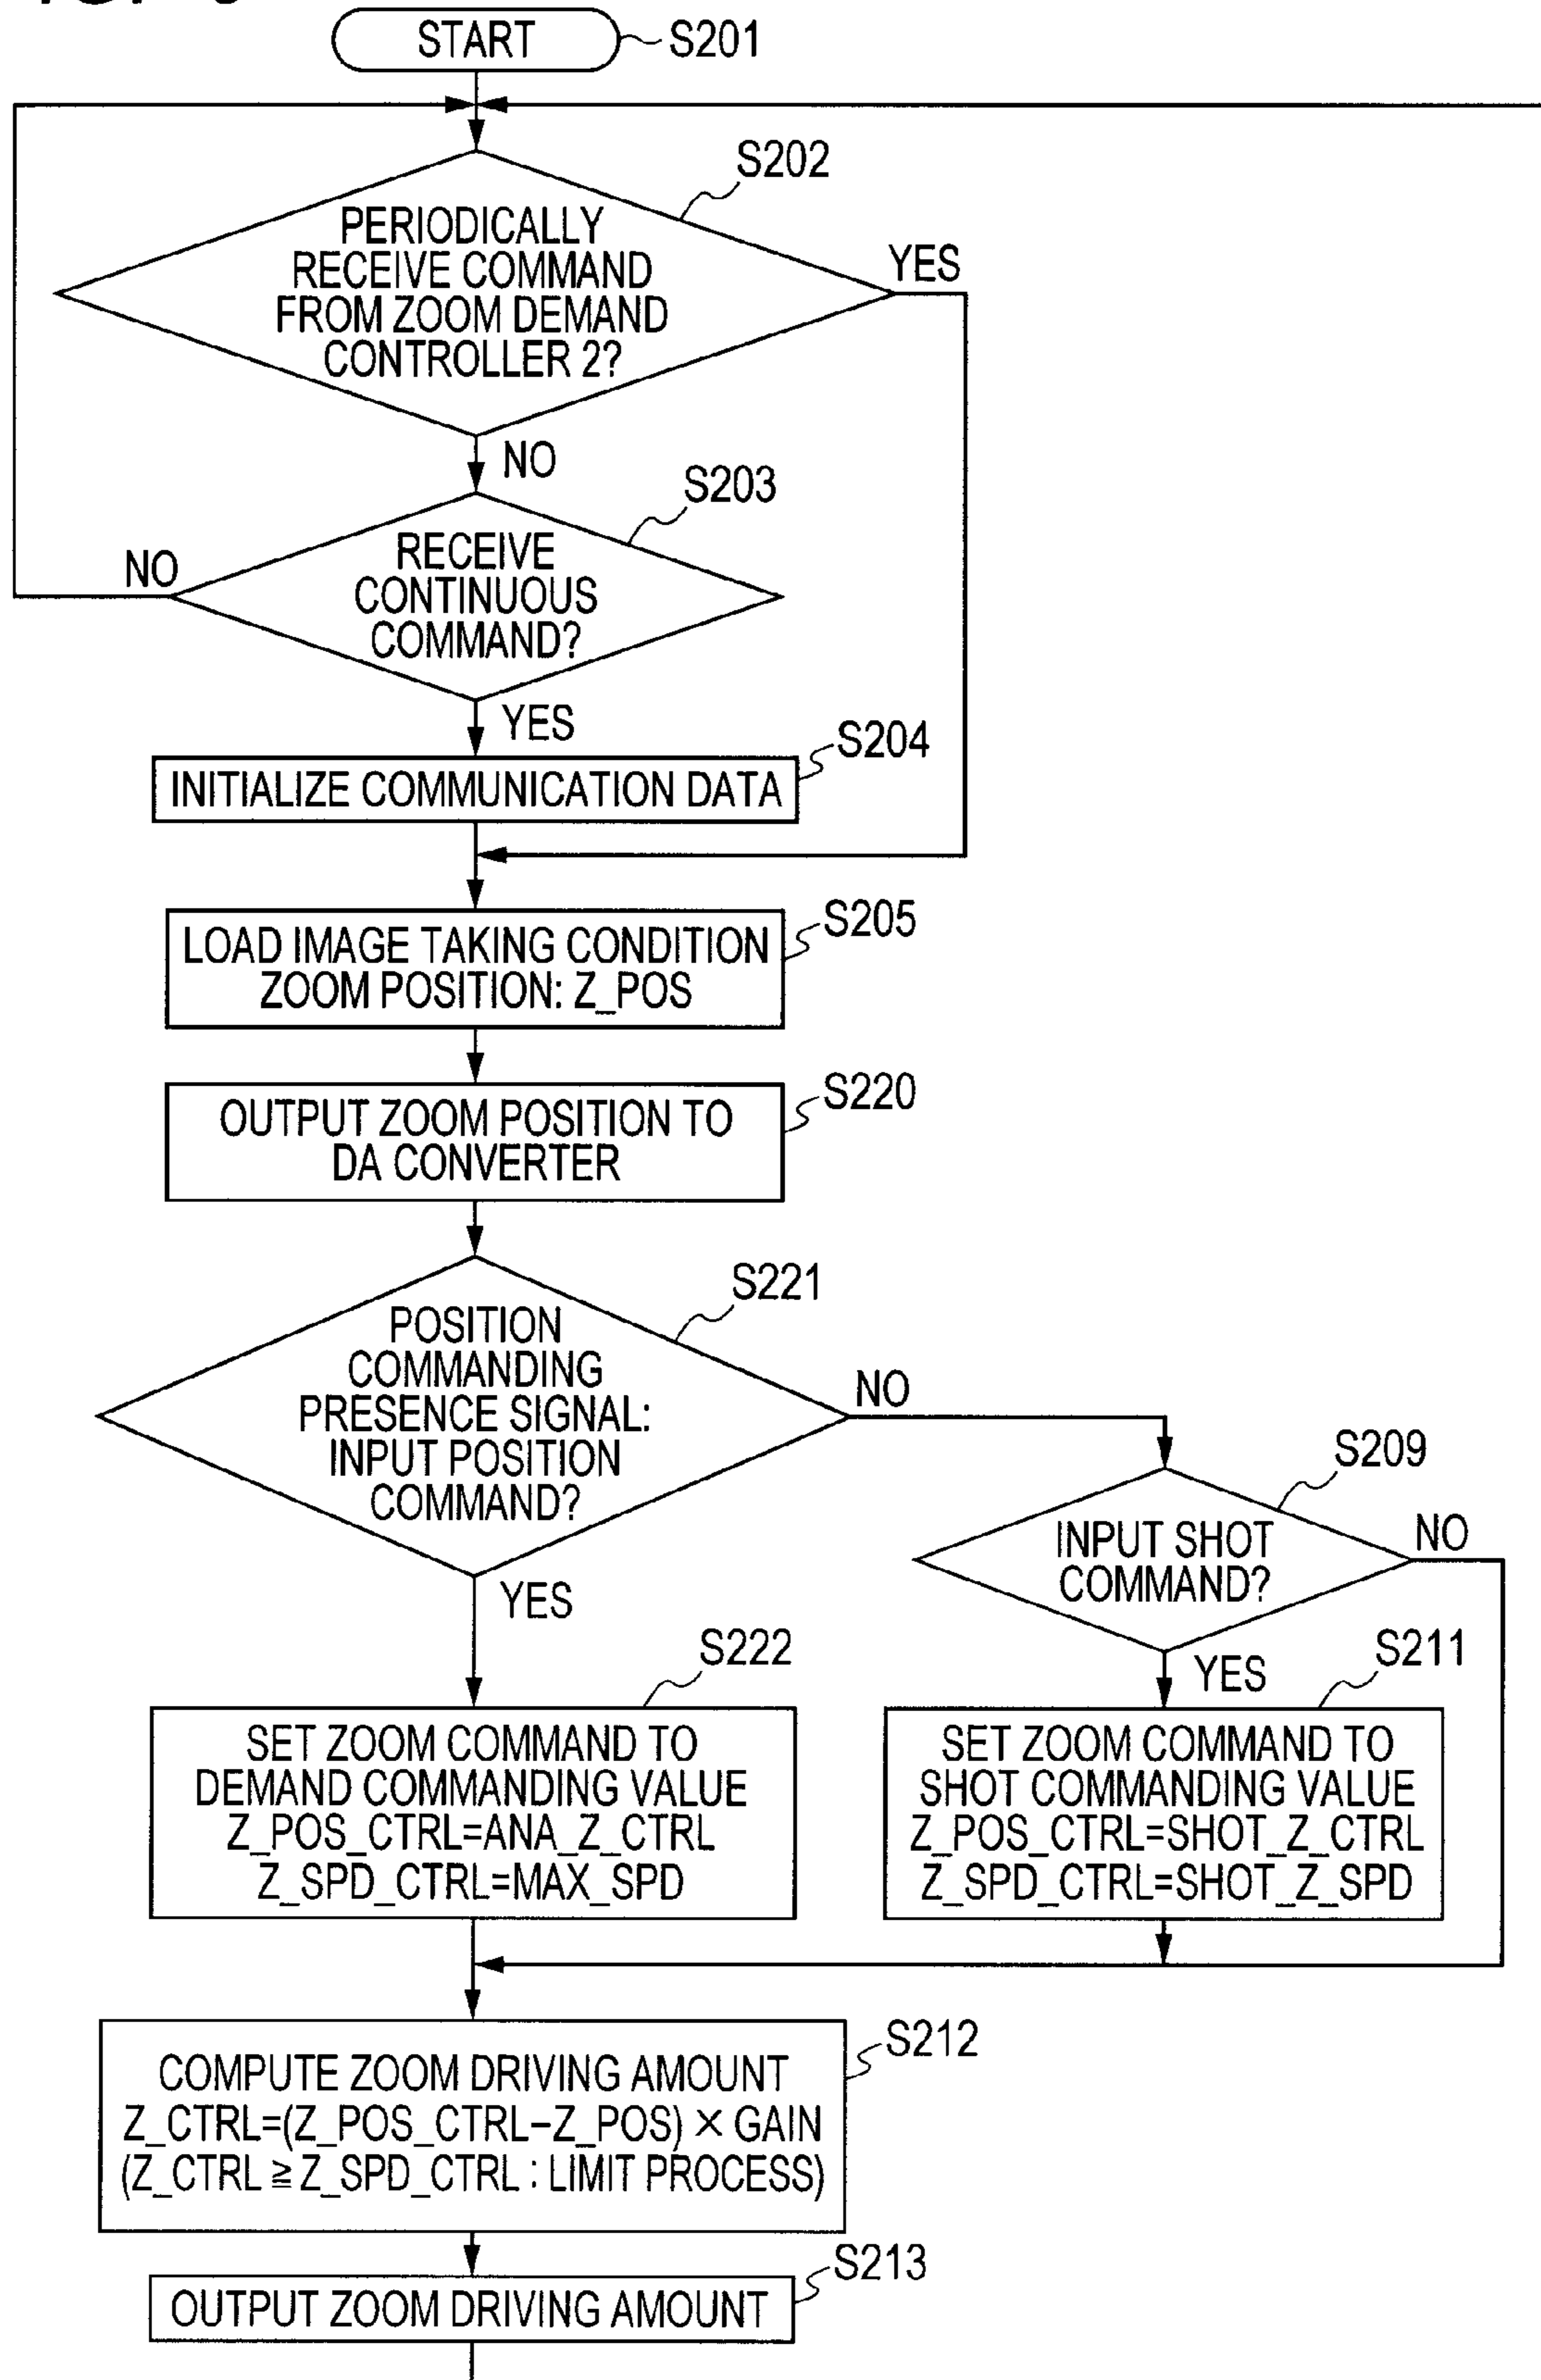 START
S201
S202
PERIODICALLY
RECEIVE COMMAND
FROM ZOOM DEMAND
CONTROLLER 2?
YES
NO
S203
RECEIVE
CONTINUOUS
COMMAND?
NO
YES
S204
INITIALIZE COMMUNICATION DATA
S205
LOAD IMAGE TAKING CONDITION
ZOOM POSITION: Z_POS
S220
OUTPUT ZOOM POSITION TO
DA CONVERTER
S221
POSITION
COMMANDING
PRESENCE SIGNAL:
INPUT POSITION
COMMAND?
NO
YES
S209
INPUT SHOT
COMMAND?
NO
YES
S222
SET ZOOM COMMAND TO
DEMAND COMMANDING VALUE
Z_POS_CTRL=ANA_Z_CTRL
Z_SPD_CTRL=MAX_SPD
S211
SET ZOOM COMMAND TO
SHOT COMMANDING VALUE
Z_POS_CTRL=SHOT_Z_CTRL
Z_SPD_CTRL=SHOT_Z_SPD
S212
COMPUTE ZOOM DRIVING AMOUNT
Z_CTRL=(Z_POS_CTRL−Z_POS) × GAIN
(Z_CTRL ≧ Z_SPD_CTRL : LIMIT PROCESS)
S213
OUTPUT ZOOM DRIVING AMOUNT